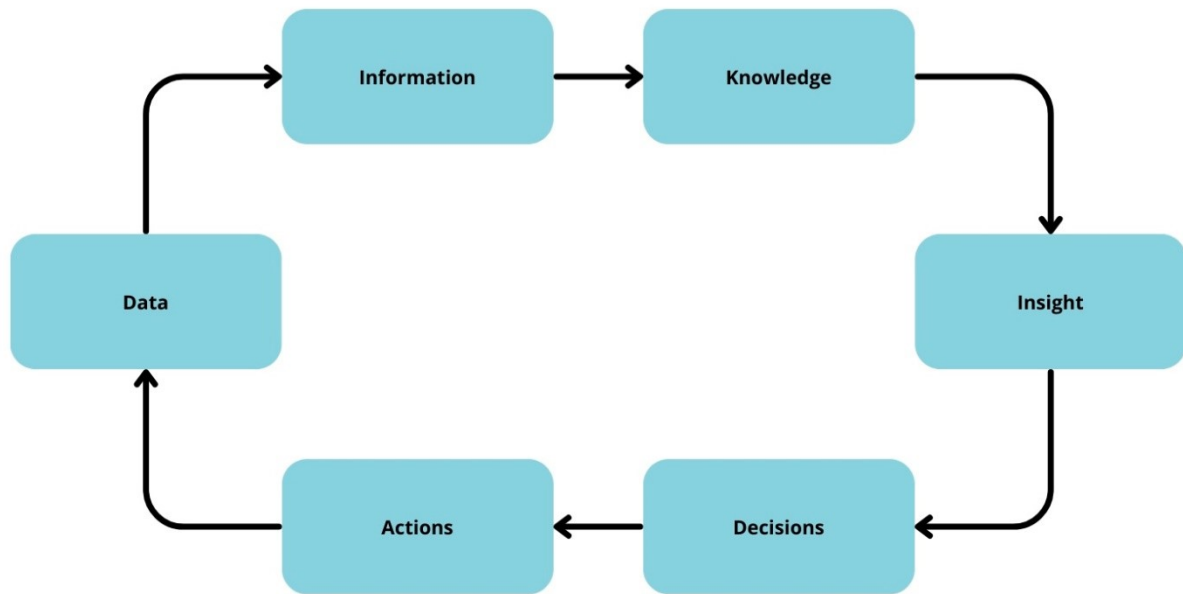 Information
Knowledge
Data
Insight
Actions
Decisions